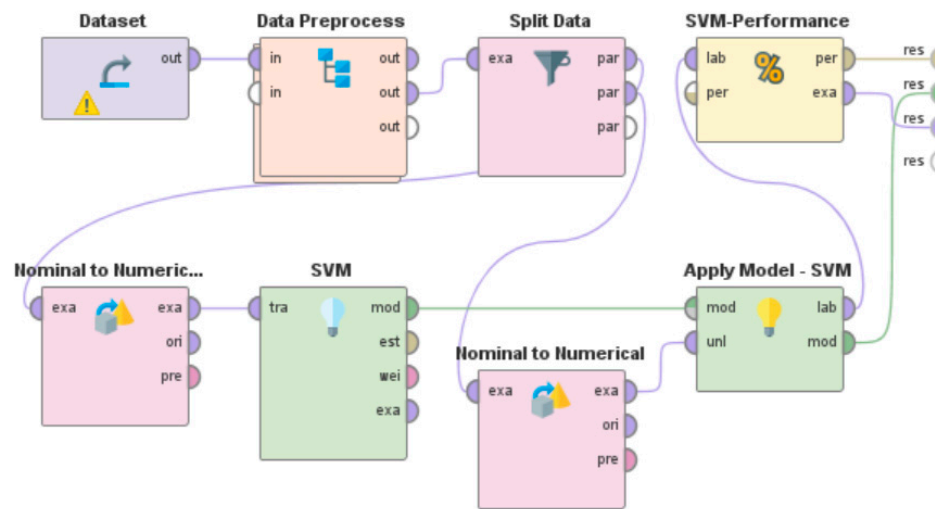 Dataset
out
Data Preprocess
in
in
out
out
out
Split Data
exa
par
par
par
SVM-Performance
lab
per
%
per
exa
res
res
res
res
Nominal to Numeric...
exa
exa
ori
pre
SVM
tra
mod
est
wei
exa
Nominal to Numerical
exa
exa
ori
pre
Apply Model - SVM
mod
unl
lab
mod